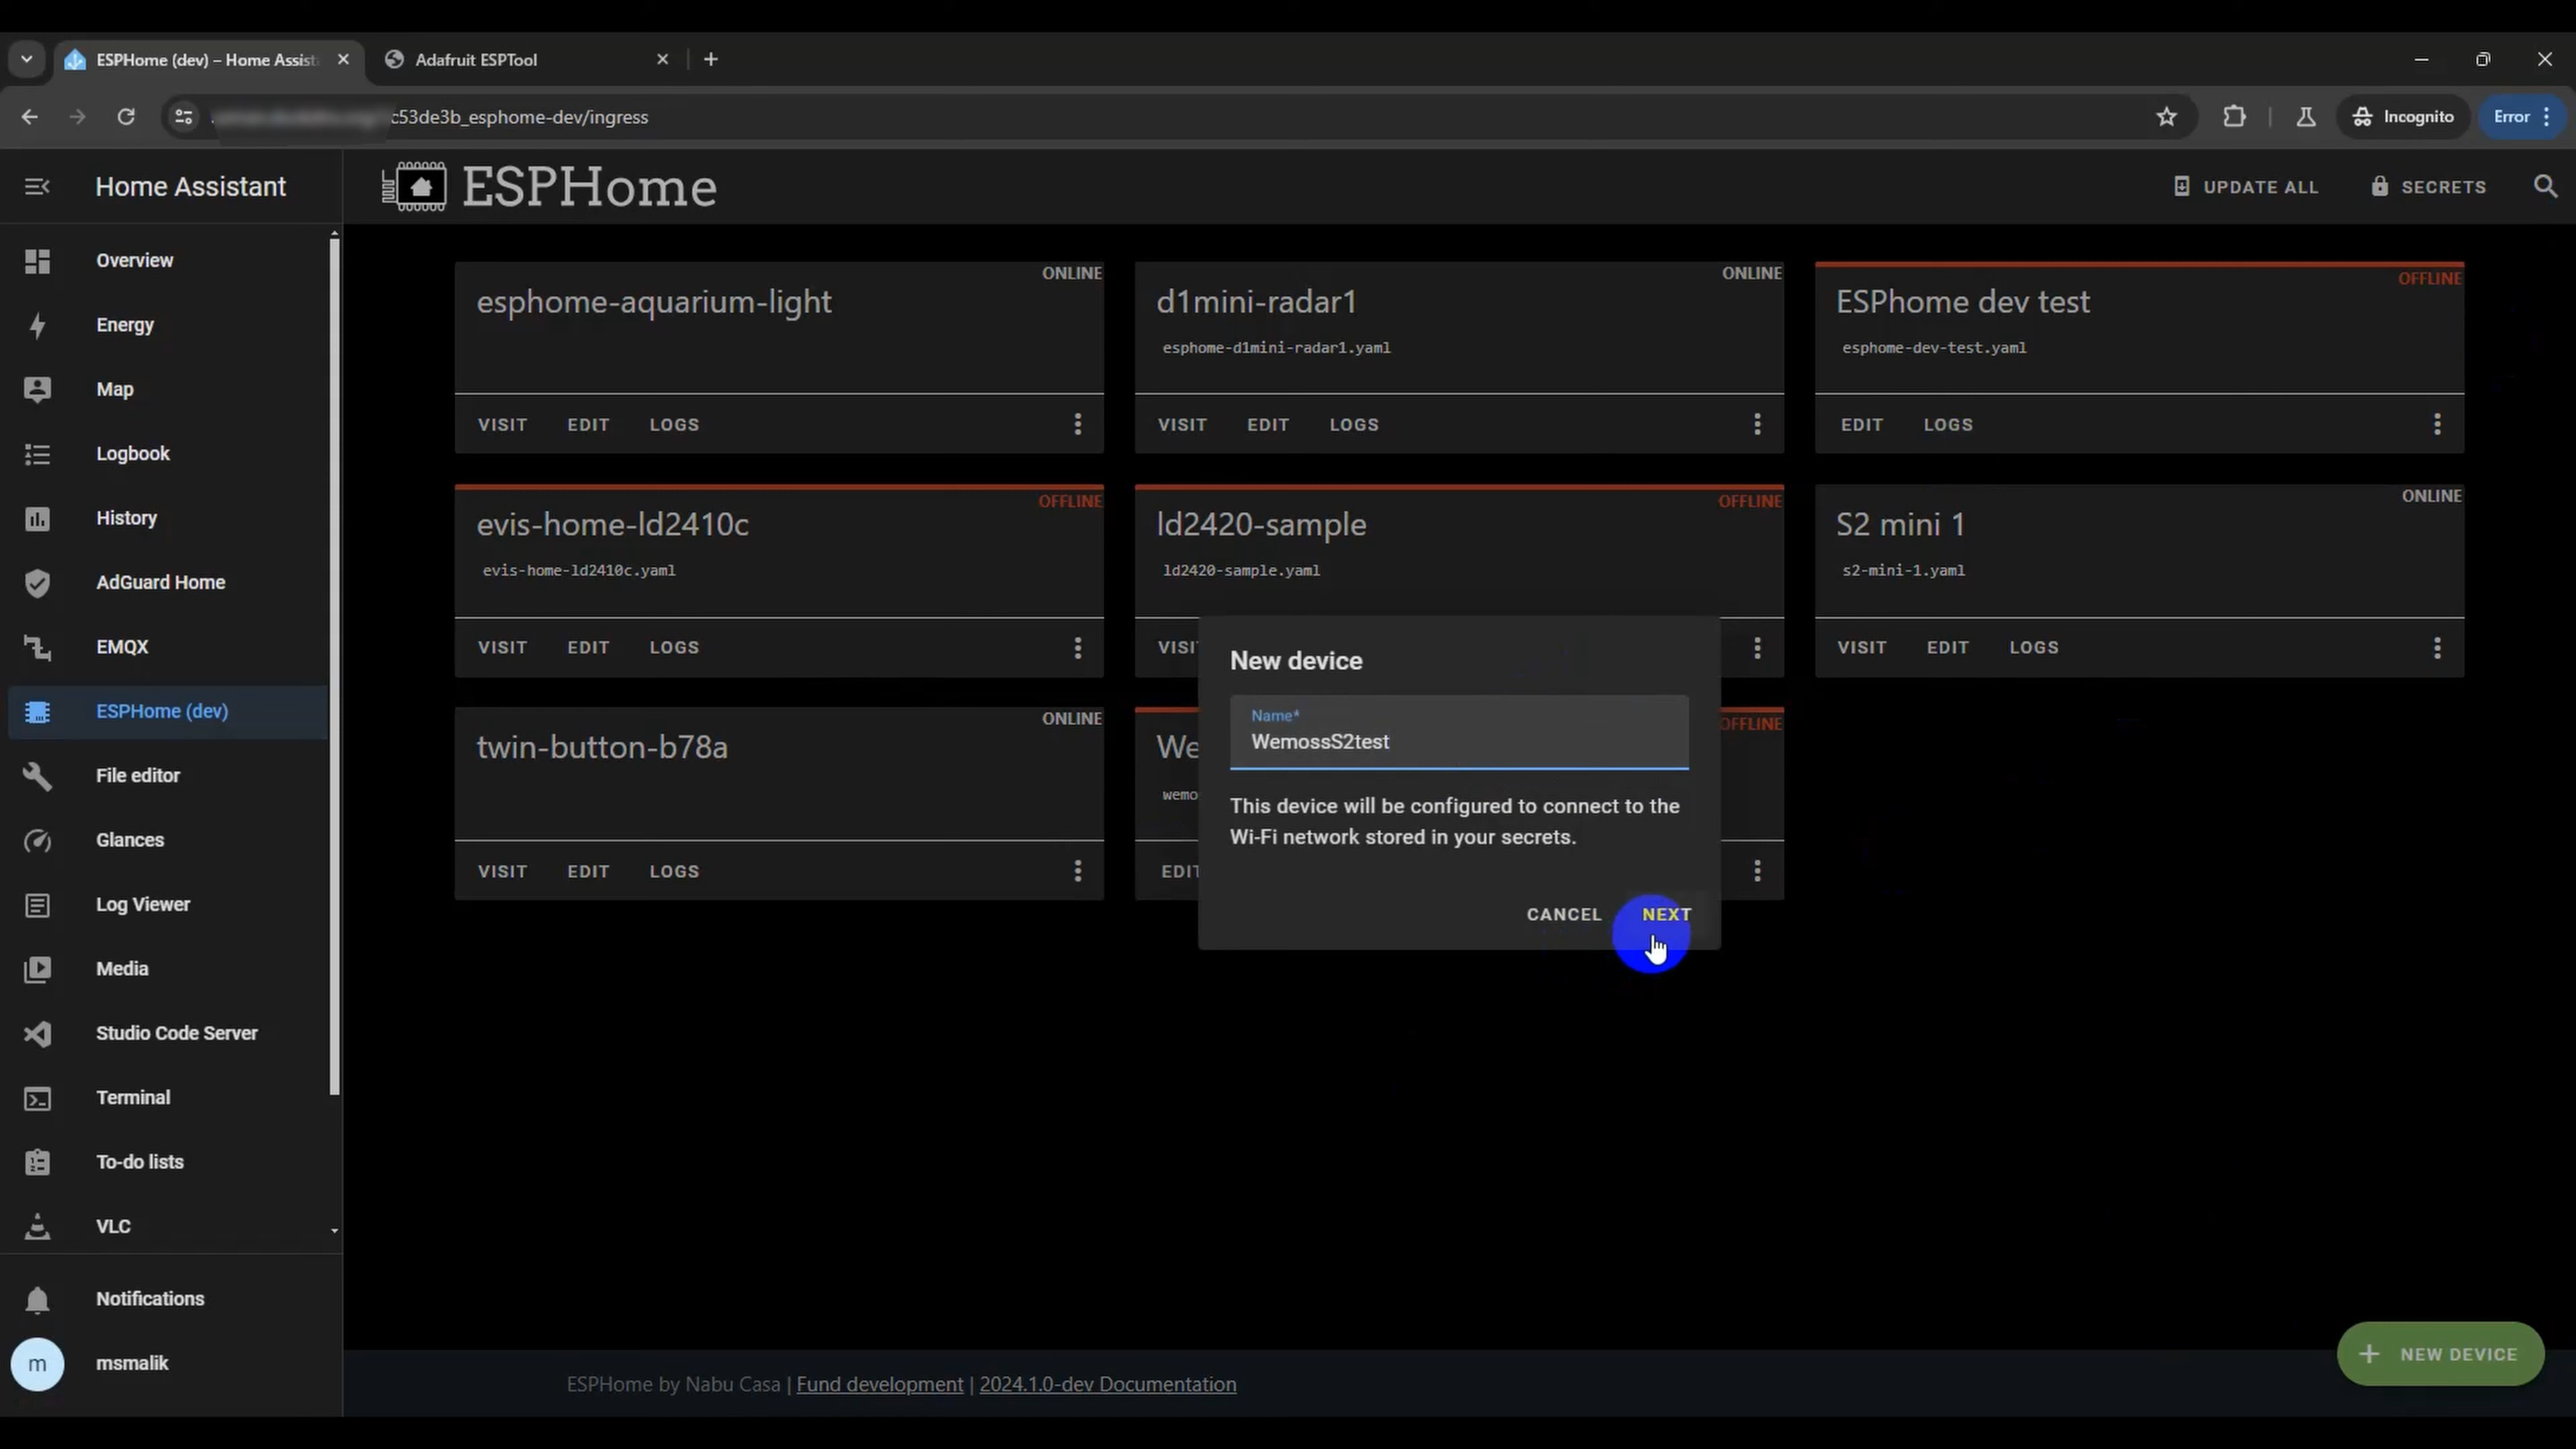 ESPHome (dev) – Home Assist
Adafruit ESPTool
c53de3b_esphome-dev/ingress
Incognito
Error
Home Assistant
ESPHome
UPDATE ALL
SECRETS
Overview
Energy
Map
Logbook
History
AdGuard Home
EMQX
ESPHome (dev)
File editor
Glances
Log Viewer
Media
Studio Code Server
Terminal
To-do lists
VLC
Notifications
m
msmalik
ONLINE
esphome-aquarium-light
VISIT EDIT LOGS
ONLINE
d1mini-radar1
esphome-d1mini-radar1.yaml
VISIT EDIT LOGS
OFFLINE
ESPhome dev test
esphome-dev-test.yaml
EDIT LOGS
OFFLINE
evis-home-ld2410c
evis-home-ld2410c.yaml
VISIT EDIT LOGS
OFFLINE
ld2420-sample
ld2420-sample.yaml
VISI
ONLINE
S2 mini 1
s2-mini-1.yaml
VISIT EDIT LOGS
ONLINE
twin-button-b78a
VISIT EDIT LOGS
OFFLINE
We
wemo
EDIT
New device
Name*
WemossS2test
This device will be configured to connect to the
Wi-Fi network stored in your secrets.
CANCEL NEXT
NEW DEVICE
ESPHome by Nabu Casa | Fund development | 2024.1.0-dev Documentation